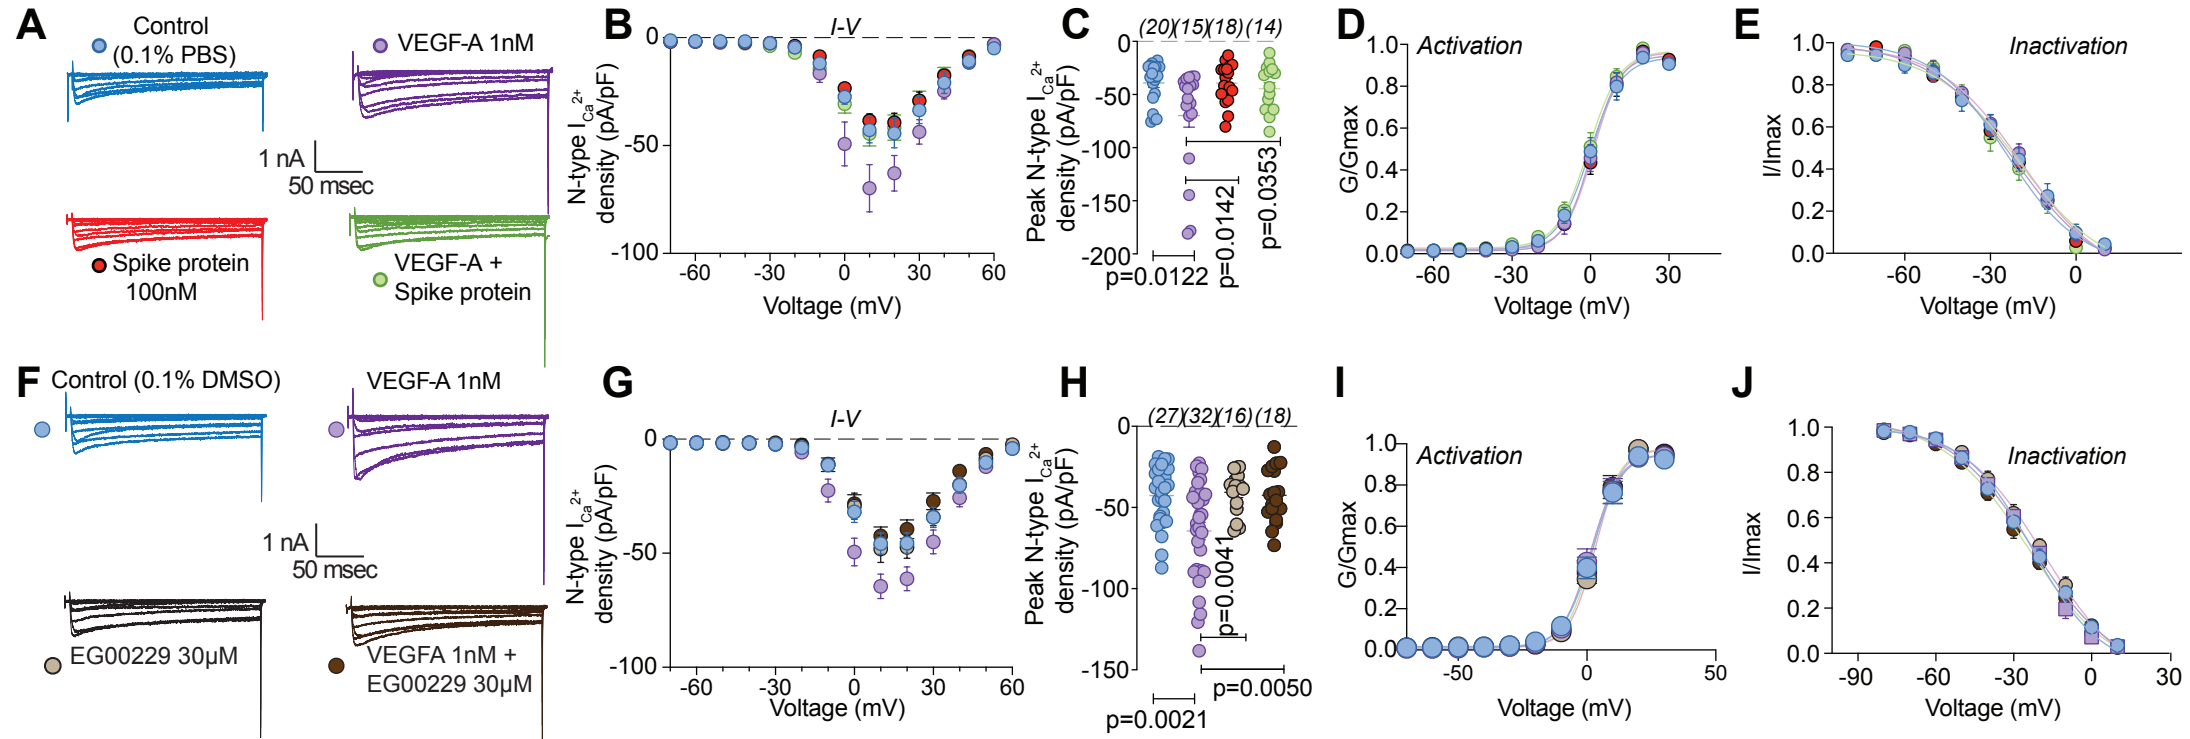 A
Control
(0.1% PBS)
VEGF-A 1nM
1 nA
50 msec
Spike protein
100nM
VEGF-A +
Spike protein
B
I-V
N-type I Ca2+
density (pA/pF)
0
-50
-100
-60
-30
0
30
60
Voltage (mV)
C
(20)(15)(18) (14)
Peak N-type I Ca2+
density (pA/pF)
0
-50
-100
-150
-200
p=0.0122
p=0.0142
p=0.0353
D
Activation
G/Gmax
1.0
0.8
0.6
0.4
0.2
0.0
-60
-30
0
30
Voltage (mV)
E
Inactivation
I/Imax
1.0
0.8
0.6
0.4
0.2
0.0
-60
-30
0
Voltage (mV)
F
Control (0.1% DMSO)
VEGF-A 1nM
1 nA
50 msec
EG00229 30µM
VEGFA 1nM +
EG00229 30µM
G
I-V
N-type I Ca2+
density (pA/pF)
0
-50
-100
-60
-30
0
30
60
Voltage (mV)
H
(27)(32)(16)(18)
Peak N-type I Ca2+
density (pA/pF)
0
-50
-100
-150
p=0.0041
p=0.0050
p=0.0021
I
Activation
G/Gmax
1.0
0.8
0.6
0.4
0.2
0.0
-50
0
50
Voltage (mV)
J
Inactivation
I/Imax
1.0
0.8
0.6
0.4
0.2
0.0
-90
-60
-30
0
30
Voltage (mV)